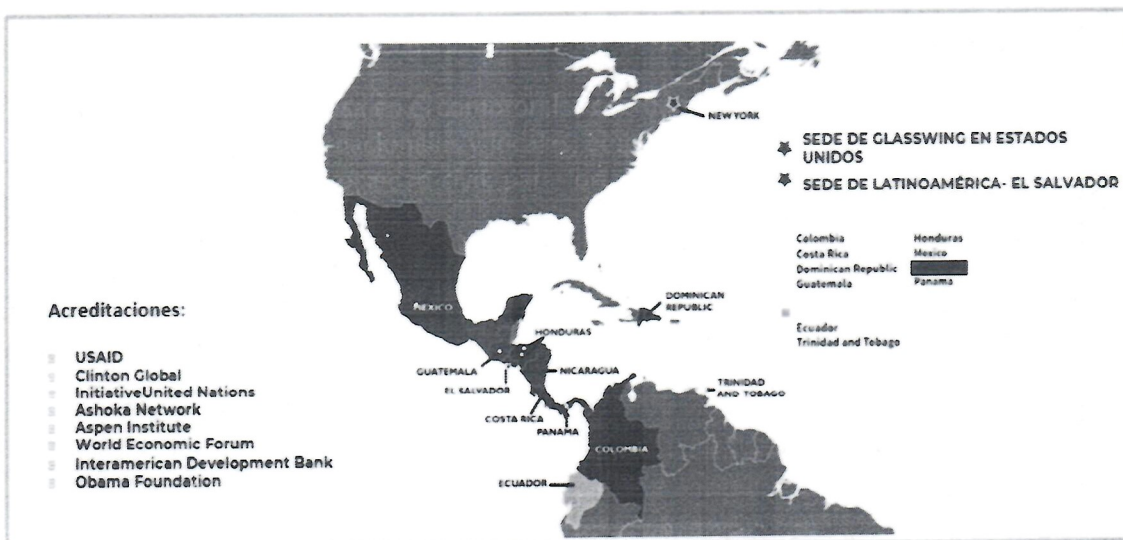 NEW YORK
SEDE DE GLASSWING EN ESTADOS
UNIDOS
SEDE DE LATINOAMÉRICA- EL SALVADOR
Colombia Honduras
Costa Rica Mexico
Dominican Republic
Guatemala Panama
Ecuador
Trinidad and Tobago
MEXICO
DOMINICAN
REPUBLIC
HONDURAS
GUATEMALA
NICARAGUA
EL SALVADOR
COSTA RICA
PANAMA
TRINIDAD
AND TOBAGO
COLOMBIA
ECUADOR
Acreditaciones:
USAID
Clinton Global
InitiativeUnited Nations
Ashoka Network
Aspen Institute
World Economic Forum
Interamerican Development Bank
Obama Foundation